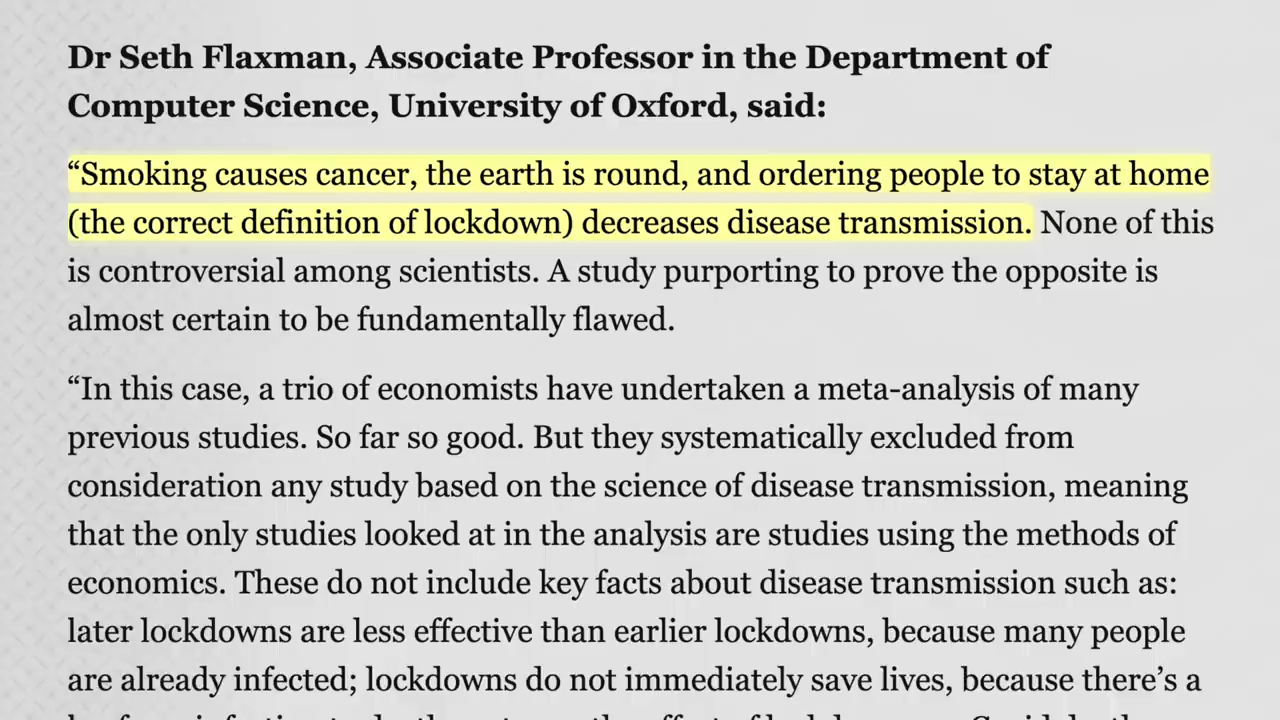 Dr Seth Flaxman, Associate Professor in the Department of
Computer Science, University of Oxford, said:
“Smoking causes cancer, the earth is round, and ordering people to stay at home
(the correct definition of lockdown) decreases disease transmission. None of this
is controversial among scientists. A study purporting to prove the opposite is
almost certain to be fundamentally flawed.
“In this case, a trio of economists have undertaken a meta-analysis of many
previous studies. So far so good. But they systematically excluded from
consideration any study based on the science of disease transmission, meaning
that the only studies looked at in the analysis are studies using the methods of
economics. These do not include key facts about disease transmission such as:
later lockdowns are less effective than earlier lockdowns, because many people
are already infected; lockdowns do not immediately save lives, because there’s a